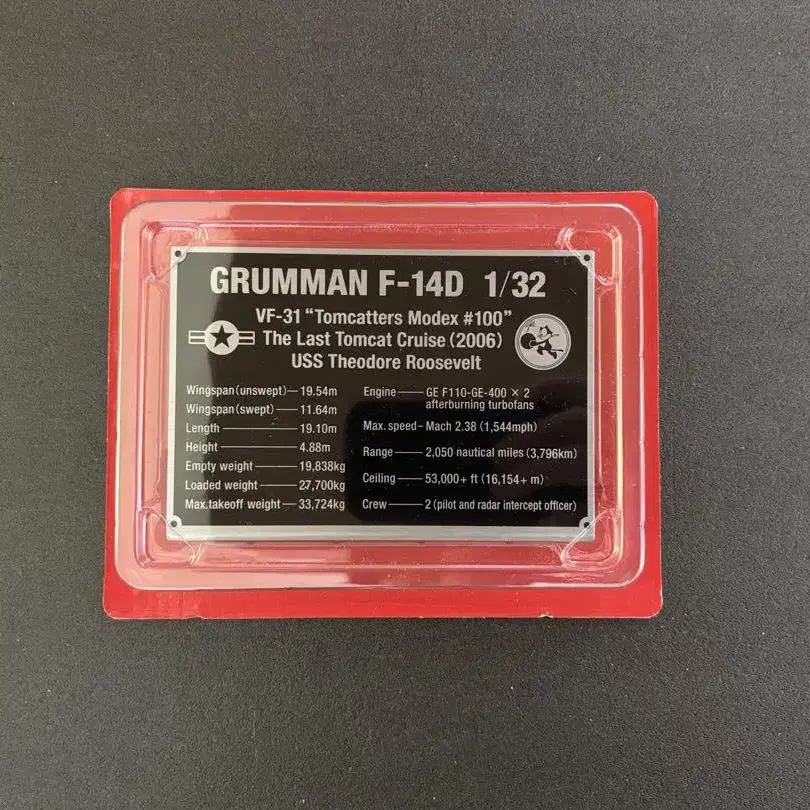 GRUMMAN F-14D 1/32
VF-31 “Tomcatters Modex #100”
The Last Tomcat Cruise (2006)
USS Theodore Roosevelt
Wingspan (unswept) — 19.54m
Wingspan (swept) — 11.64m
Length — 19.10m
Height — 4.88m
Empty weight — 19,838kg
Loaded weight — 27,700kg
Max.takeoff weight — 33,724kg
Engine — GE F110-GE-400 × 2
afterburning turbofans
Max. speed – Mach 2.38 (1,544mph)
Range — 2,050 nautical miles (3,796km)
Ceiling — 53,000+ ft (16,154+ m)
Crew — 2 (pilot and radar intercept officer)